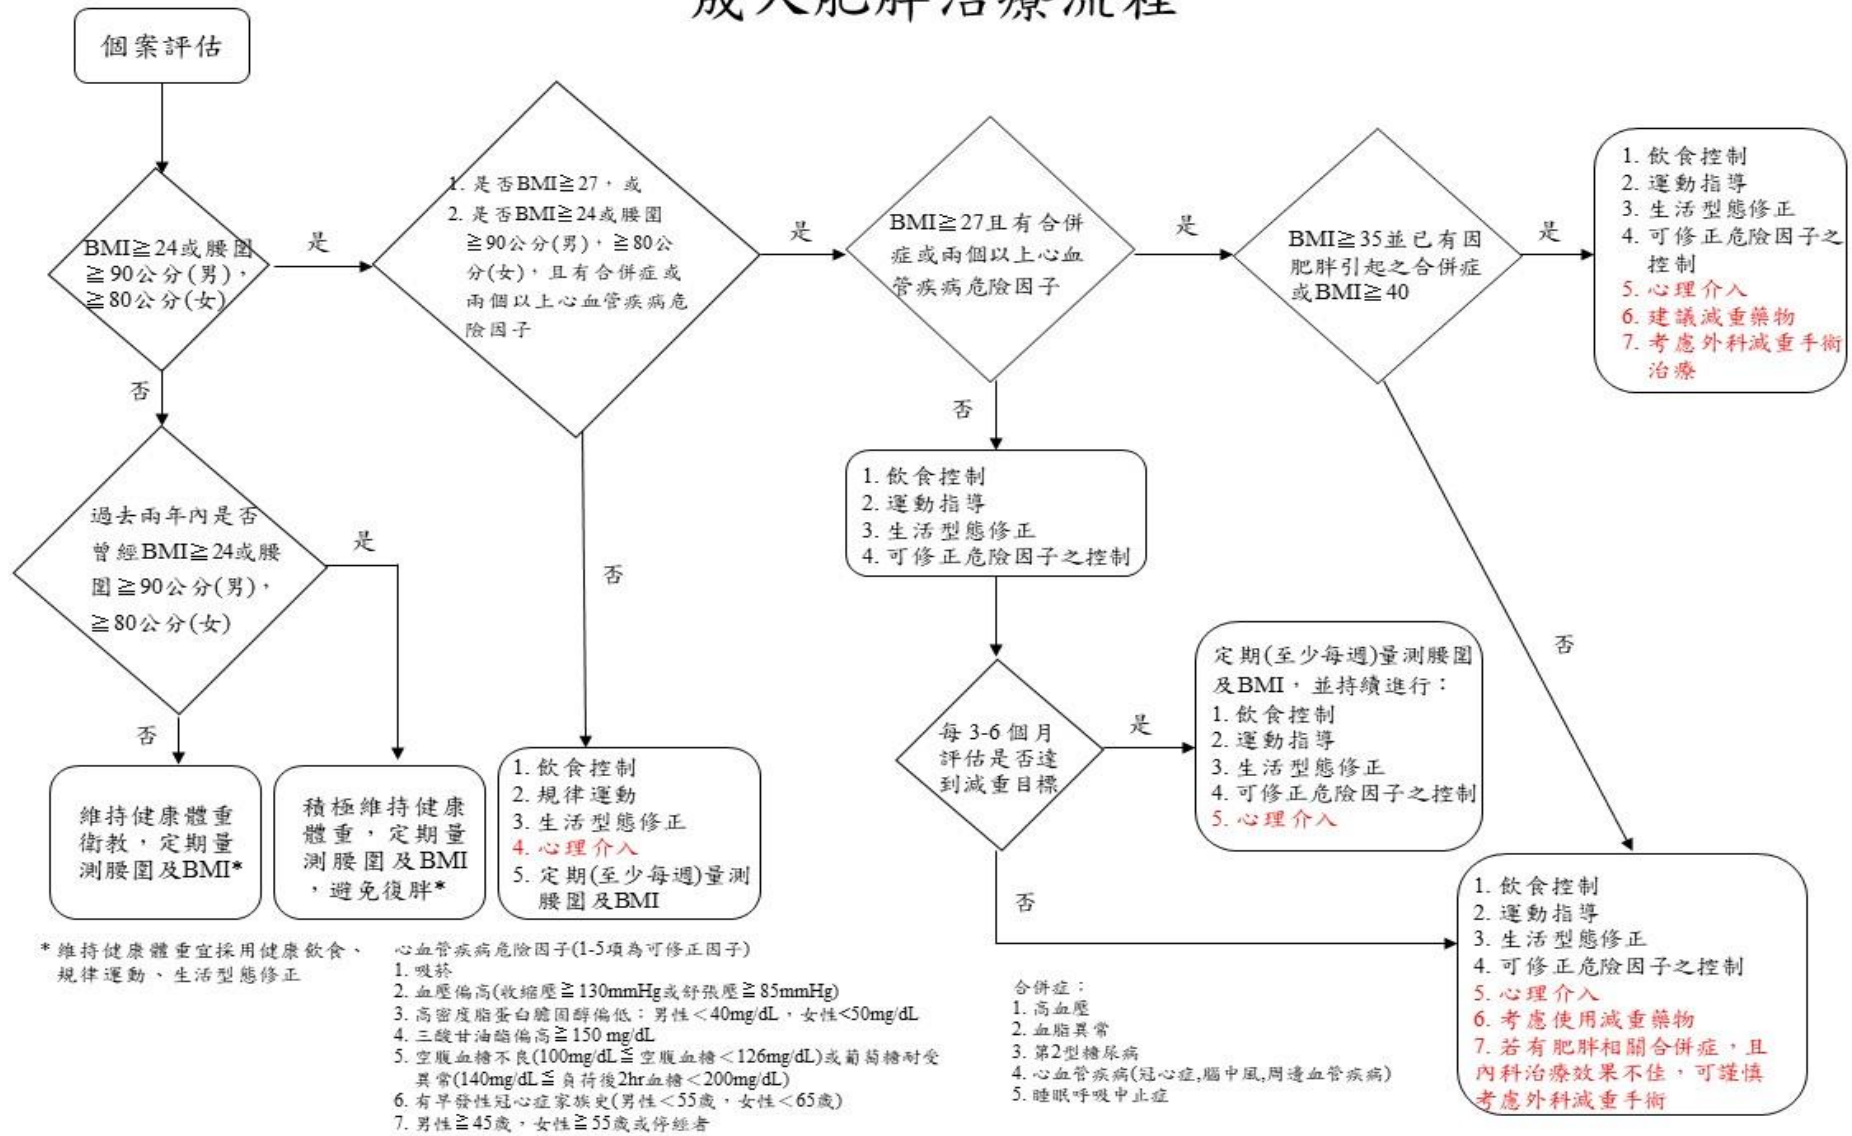 成人肥胖治療流程
個案評估
BMI≧24或腰圍
≧90公分(男)，
≧80公分(女)
是
否
1. 是否BMI≧27，或
2. 是否BMI≧24或腰圍
≧90公分(男)，≧80公
分(女)，且有合併症或
兩個以上心血管疾病危
險因子
是
否
BMI≧27且有合併
症或兩個以上心血
管疾病危險因子
是
否
BMI≧35並已有因
肥胖引起之合併症
或BMI≧40
是
否
1. 飲食控制
2. 運動指導
3. 生活型態修正
4. 可修正危險因子之
控制
5. 心理介入
6. 建議減重藥物
7. 考慮外科減重手術
治療
過去兩年內是否
曾經BMI≧24或腰
圍≧90公分(男)，
≧80公分(女)
是
否
1. 飲食控制
2. 運動指導
3. 生活型態修正
4. 可修正危險因子之控制
每 3-6 個月
評估是否達
到減重目標
是
否
定期(至少每週)量測腰圍
及BMI，並持續進行：
1. 飲食控制
2. 運動指導
3. 生活型態修正
4. 可修正危險因子之控制
5. 心理介入
維持健康體重
衛教，定期量
測腰圍及BMI*
積極維持健康
體重，定期量
測腰圍及BMI
，避免復胖*
1. 飲食控制
2. 規律運動
3. 生活型態修正
4. 心理介入
5. 定期(至少每週)量測
腰圍及BMI
1. 飲食控制
2. 運動指導
3. 生活型態修正
4. 可修正危險因子之控制
5. 心理介入
6. 考慮使用減重藥物
7. 若有肥胖相關合併症，且
內科治療效果不佳，可謹慎
考慮外科減重手術
* 維持健康體重宜採用健康飲食、
規律運動、生活型態修正
心血管疾病危險因子(1-5項為可修正因子)
1. 吸菸
2. 血壓偏高(收縮壓≧130mmHg或舒張壓≧85mmHg)
3. 高密度脂蛋白膽固醇偏低：男性＜40mg/dL，女性<50mg/dL
4. 三酸甘油酯偏高≧150 mg/dL
5. 空腹血糖不良(100mg/dL≦空腹血糖＜126mg/dL)或葡萄糖耐受
異常(140mg/dL≦負荷後2hr血糖＜200mg/dL)
6. 有早發性冠心症家族史(男性＜55歲，女性＜65歲)
7. 男性≧45歲，女性≧55歲或停經者
合併症：
1. 高血壓
2. 血脂異常
3. 第2型糖尿病
4. 心血管疾病(冠心症,腦中風,周邊血管疾病)
5. 睡眠呼吸中止症